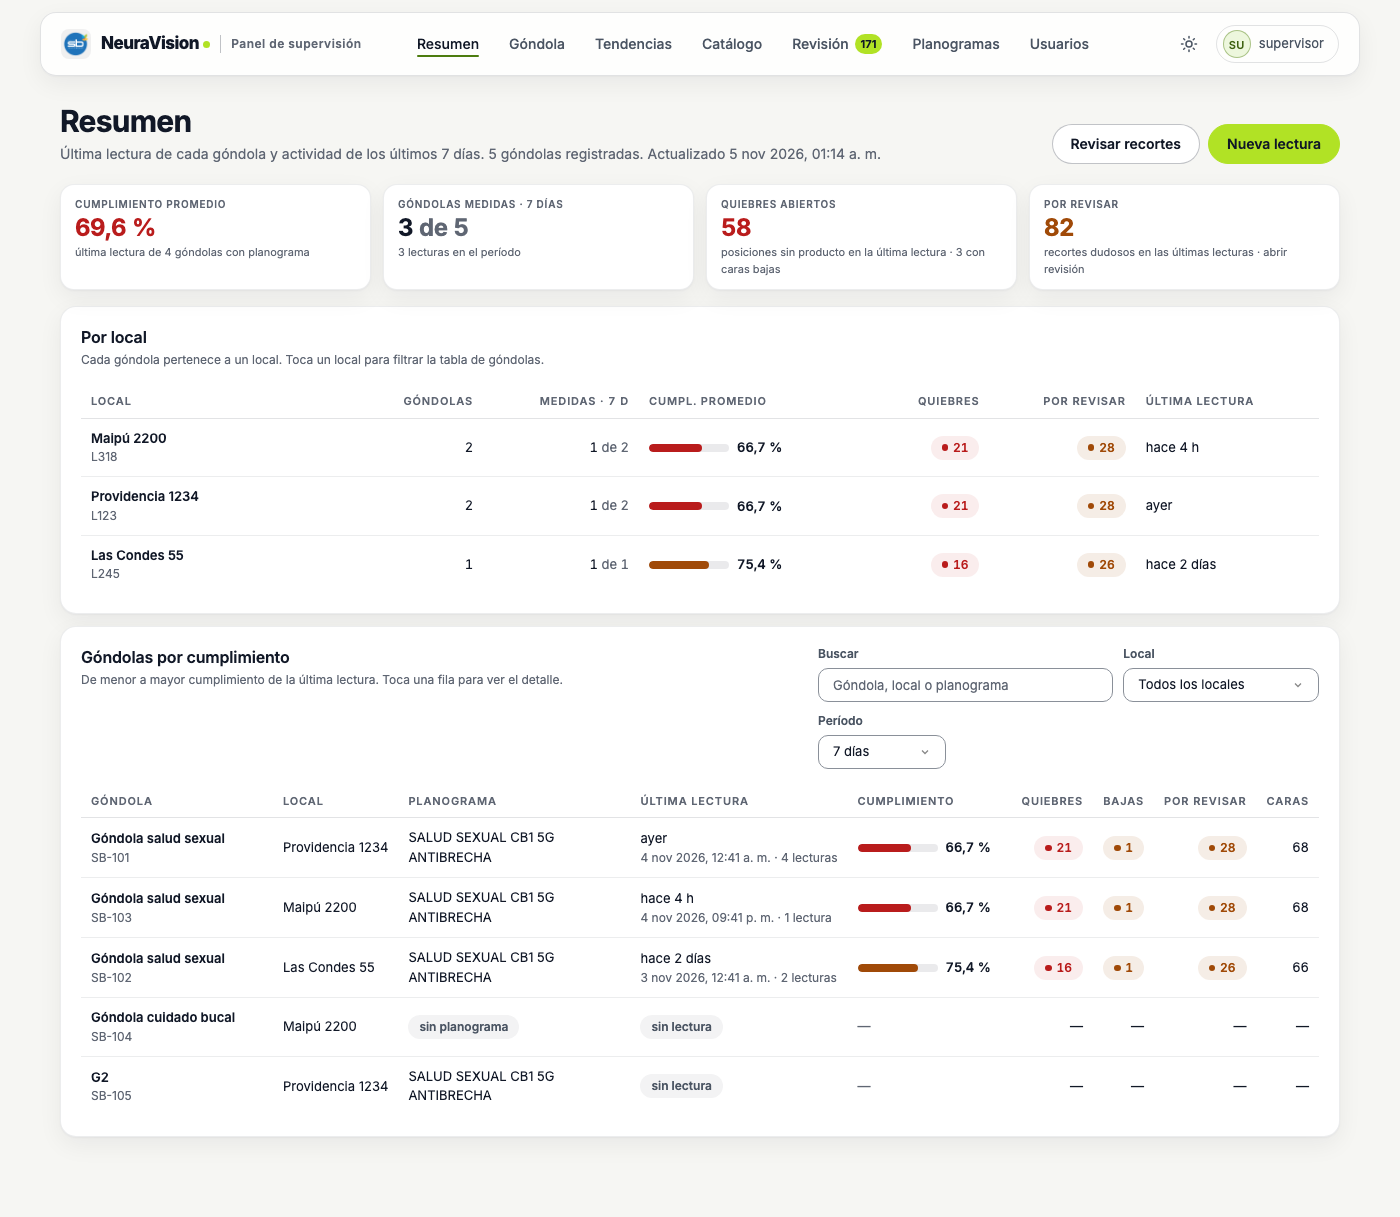 sb NeuraVision Panel de supervisión Resumen Góndola Tendencias Catálogo Revisión 171 Planogramas Usuarios SU supervisor
Resumen
Última lectura de cada góndola y actividad de los últimos 7 días. 5 góndolas registradas. Actualizado 5 nov 2026, 01:14 a. m.
Revisar recortes Nueva lectura
CUMPLIMIENTO PROMEDIO
69,6 %
última lectura de 4 góndolas con planograma
GÓNDOLAS MEDIDAS · 7 DÍAS
3 de 5
3 lecturas en el período
QUIEBRES ABIERTOS
58
posiciones sin producto en la última lectura · 3 con
caras bajas
POR REVISAR
82
recortes dudosos en las últimas lecturas · abrir
revisión
Por local
Cada góndola pertenece a un local. Toca un local para filtrar la tabla de góndolas.
LOCAL GÓNDOLAS MEDIDAS · 7 D CUMPL. PROMEDIO QUIEBRES POR REVISAR ÚLTIMA LECTURA
Maipú 2200
L318
2 1 de 2 66,7 % 21 28 hace 4 h
Providencia 1234
L123
2 1 de 2 66,7 % 21 28 ayer
Las Condes 55
L245
1 1 de 1 75,4 % 16 26 hace 2 días
Góndolas por cumplimiento
De menor a mayor cumplimiento de la última lectura. Toca una fila para ver el detalle.
Buscar
Góndola, local o planograma
Local
Todos los locales
Período
7 días
GÓNDOLA LOCAL PLANOGRAMA ÚLTIMA LECTURA CUMPLIMIENTO QUIEBRES BAJAS POR REVISAR CARAS
Góndola salud sexual
SB-101
Providencia 1234
SALUD SEXUAL CB1 5G
ANTIBRECHA
ayer
4 nov 2026, 12:41 a. m. · 4 lecturas
66,7 % 21 1 28 68
Góndola salud sexual
SB-103
Maipú 2200
SALUD SEXUAL CB1 5G
ANTIBRECHA
hace 4 h
4 nov 2026, 09:41 p. m. · 1 lectura
66,7 % 21 1 28 68
Góndola salud sexual
SB-102
Las Condes 55
SALUD SEXUAL CB1 5G
ANTIBRECHA
hace 2 días
3 nov 2026, 12:41 a. m. · 2 lecturas
75,4 % 16 1 26 66
Góndola cuidado bucal
SB-104
Maipú 2200
sin planograma
sin lectura
— — — — —
G2
SB-105
Providencia 1234
SALUD SEXUAL CB1 5G
ANTIBRECHA
sin lectura
— — — — —